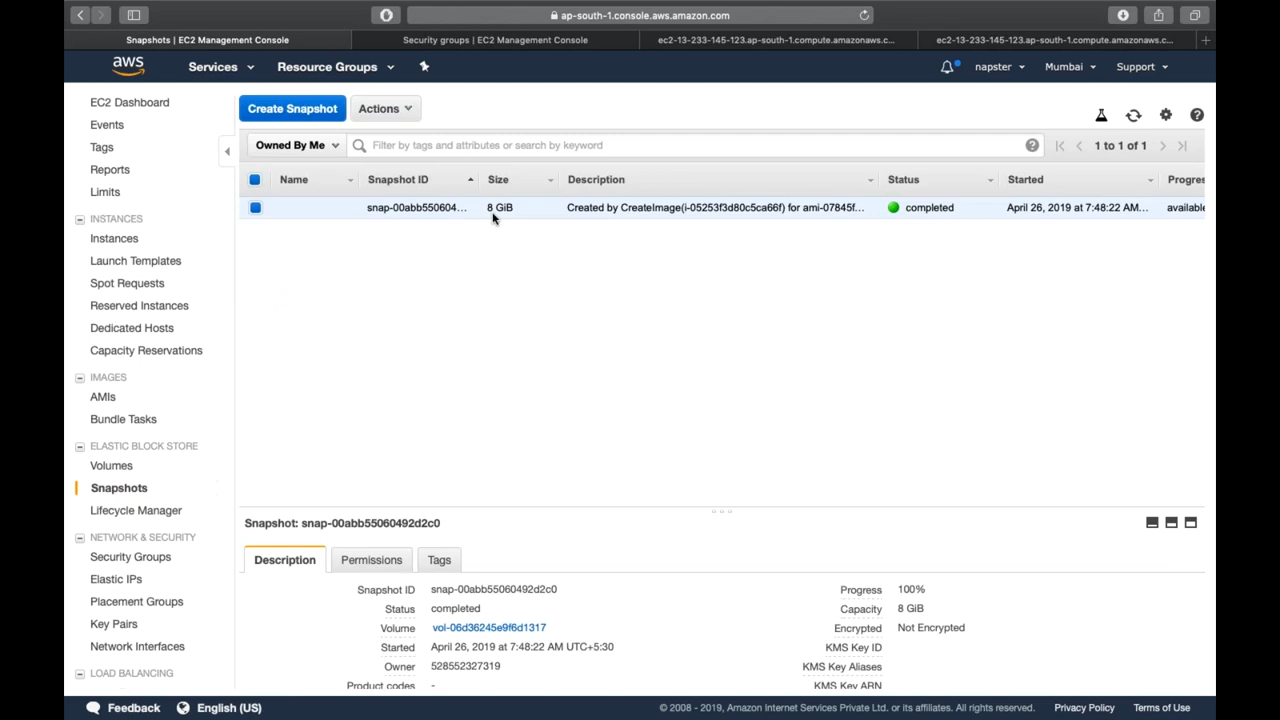 ap-south-1.console.aws.amazon.com
Snapshots | EC2 Management Console
Security groups | EC2 Management Console
ec2-13-233-145-123.ap-south-1.compute.amazonaws.c...
ec2-13-233-145-123.ap-south-1.compute.amazonaws.c...
aws
Services
Resource Groups
napster
Mumbai
Support
EC2 Dashboard
Events
Tags
Reports
Limits
INSTANCES
Instances
Launch Templates
Spot Requests
Reserved Instances
Dedicated Hosts
Capacity Reservations
IMAGES
AMIs
Bundle Tasks
ELASTIC BLOCK STORE
Volumes
Snapshots
Lifecycle Manager
NETWORK & SECURITY
Security Groups
Elastic IPs
Placement Groups
Key Pairs
Network Interfaces
LOAD BALANCING
Create Snapshot
Actions
Owned By Me
Filter by tags and attributes or search by keyword
1 to 1 of 1
Name Snapshot ID Size Description Status Started Progres
snap-00abb550604... 8 GiB Created by CreateImage(i-05253f3d80c5ca66f) for ami-07845f... completed April 26, 2019 at 7:48:22 AM... available
Snapshot: snap-00abb55060492d2c0
Description Permissions Tags
Snapshot ID snap-00abb55060492d2c0
Status completed
Volume vol-06d36245e9f6d1317
Started April 26, 2019 at 7:48:22 AM UTC+5:30
Owner 528552327319
Product codes -
Progress 100%
Capacity 8 GiB
Encrypted Not Encrypted
KMS Key ID
KMS Key Aliases
KMS Key ARN
Feedback
English (US)
© 2008 - 2019, Amazon Internet Services Private Ltd. or its affiliates. All rights reserved.
Privacy Policy
Terms of Use